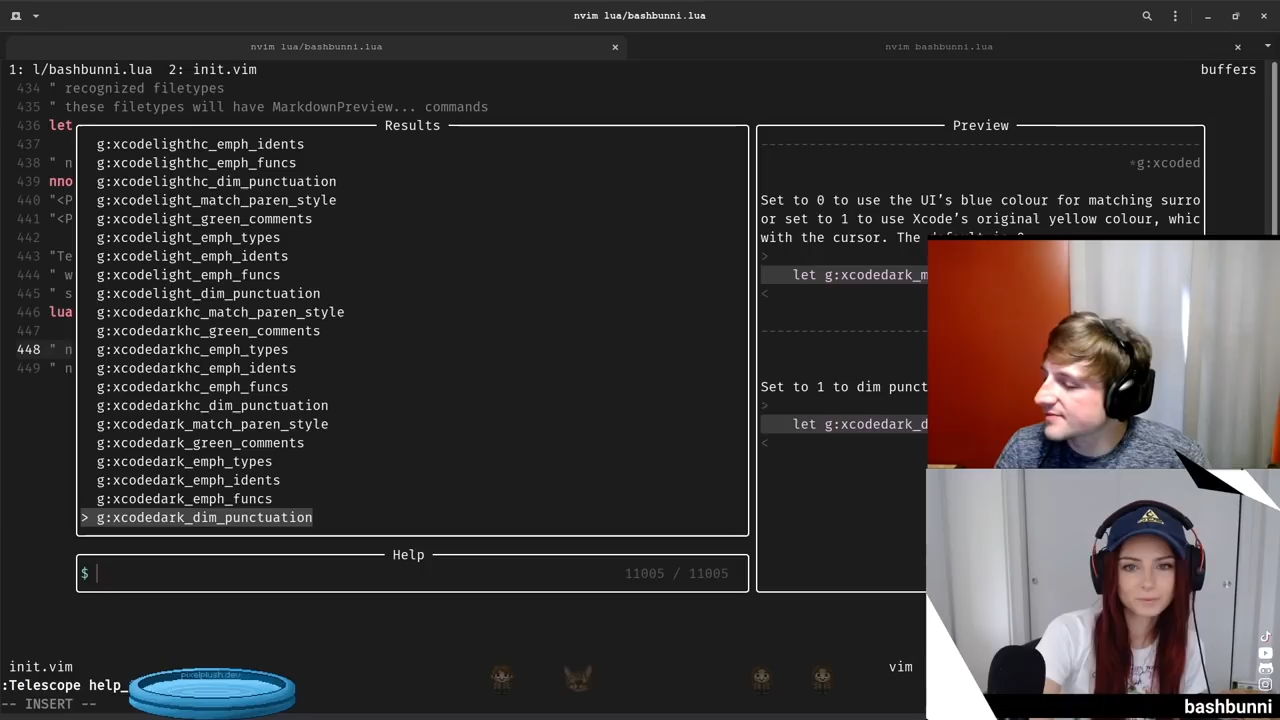 nvim lua/bashbunni.lua
nvim lua/bashbunni.lua
nvim bashbunni.lua
1: l/bashbunni.lua 2: init.vim
buffers
434 " recognized filetypes
435 " these filetypes will have MarkdownPreview... commands
436 let
437
438 " n
439 nno
440 "<P
441 "<P
442
443 "Te
444 " w
445 " s
446 lua
447
448 " n
449 " n
Results
g:xcodelighthc_emph_idents
g:xcodelighthc_emph_funcs
g:xcodelighthc_dim_punctuation
g:xcodelight_match_paren_style
g:xcodelight_green_comments
g:xcodelight_emph_types
g:xcodelight_emph_idents
g:xcodelight_emph_funcs
g:xcodelight_dim_punctuation
g:xcodedarkhc_match_paren_style
g:xcodedarkhc_green_comments
g:xcodedarkhc_emph_types
g:xcodedarkhc_emph_idents
g:xcodedarkhc_emph_funcs
g:xcodedarkhc_dim_punctuation
g:xcodedark_match_paren_style
g:xcodedark_green_comments
g:xcodedark_emph_types
g:xcodedark_emph_idents
g:xcodedark_emph_funcs
> g:xcodedark_dim_punctuation
Help
$
11005 / 11005
Preview
*g:xcoded
Set to 0 to use the UI's blue colour for matching surro
or set to 1 to use Xcode's original yellow colour, whic
with the cursor. The
>
let g:xcodedark_m
<
Set to 1 to dim punct
>
let g:xcodedark_d
<
init.vim
vim
:Telescope help_
-- INSERT --
pixelplush.dev
bashbunni